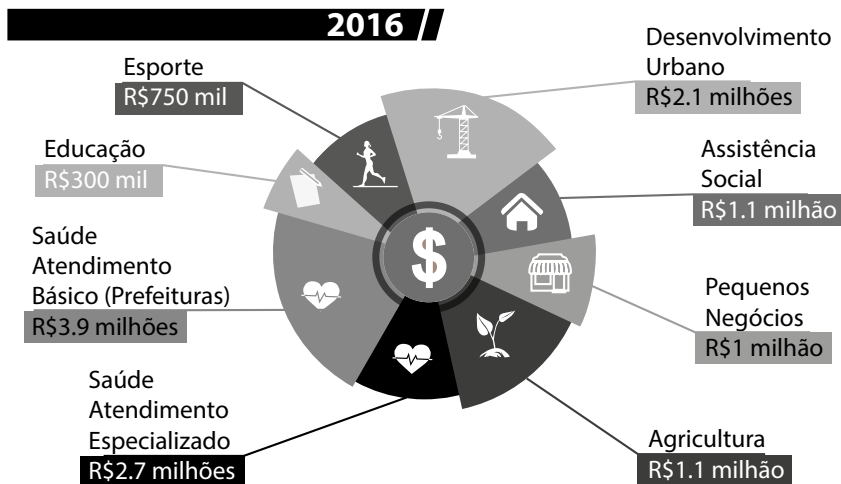 2016
Esporte
R$750 mil
Desenvolvimento
Urbano
R$2.1 milhões
Educação
R$300 mil
Assistência
Social
R$1.1 milhão
Saúde
Atendimento
Básico (Prefeituras)
R$3.9 milhões
$
Pequenos
Negócios
R$1 milhão
Saúde
Atendimento
Especializado
R$2.7 milhões
Agricultura
R$1.1 milhão